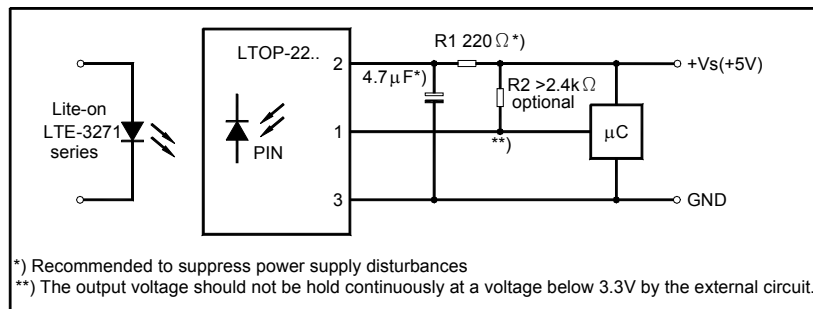 LTOP-22..
R1 220 Ω*)
2
4.7μF*)
+Vs(+5V)
R2 >2.4kΩ
optional
Lite-on
LTE-3271
series
PIN
1
**)
μC
3
GND
*) Recommended to suppress power supply disturbances
**) The output voltage should not be hold continuously at a voltage below 3.3V by the external circuit.